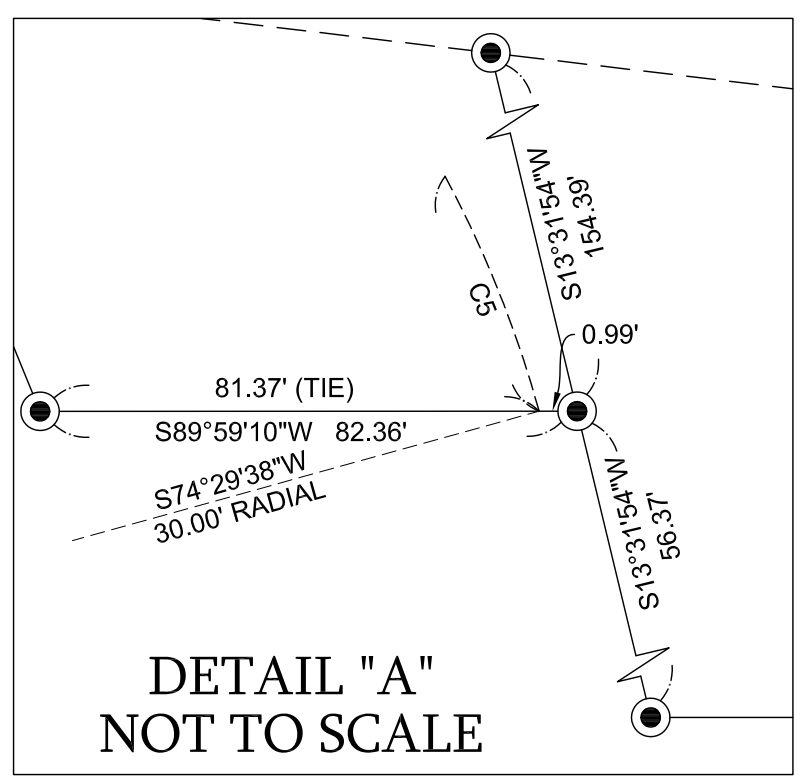 S13°31'54"W
154.39'
C5
0.99'
81.37' (TIE)
S89°59'10"W 82.36'
S74°29'38"W
30.00' RADIAL
S13°31'54"W
56.37'
DETAIL "A"
NOT TO SCALE